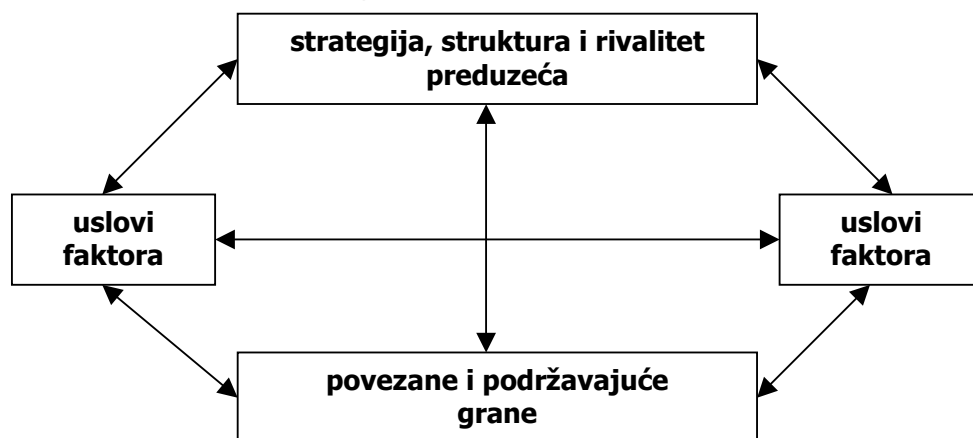 strategija, struktura i rivalitet
preduzeća
uslovi
faktora
uslovi
faktora
povezane i podržavajuće
grane